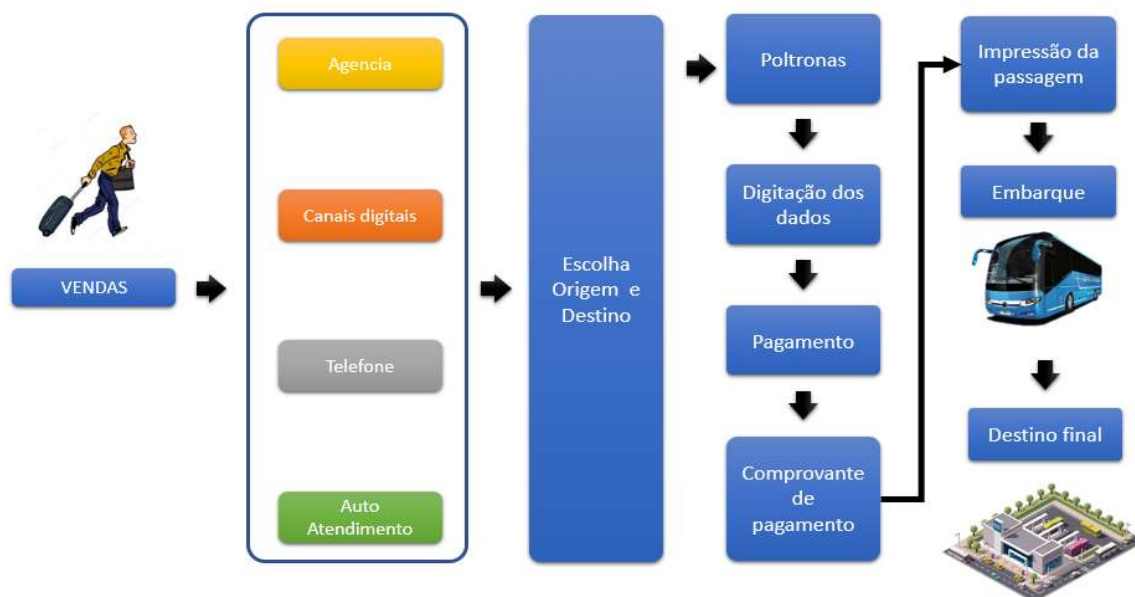 VENDAS
Agencia
Canais digitais
Telefone
Auto
Atendimento
Escolha
Origem e
Destino
Poltronas
Digitação dos
dados
Pagamento
Comprovante
de
pagamento
Impressão da
passagem
Embarque
Destino final